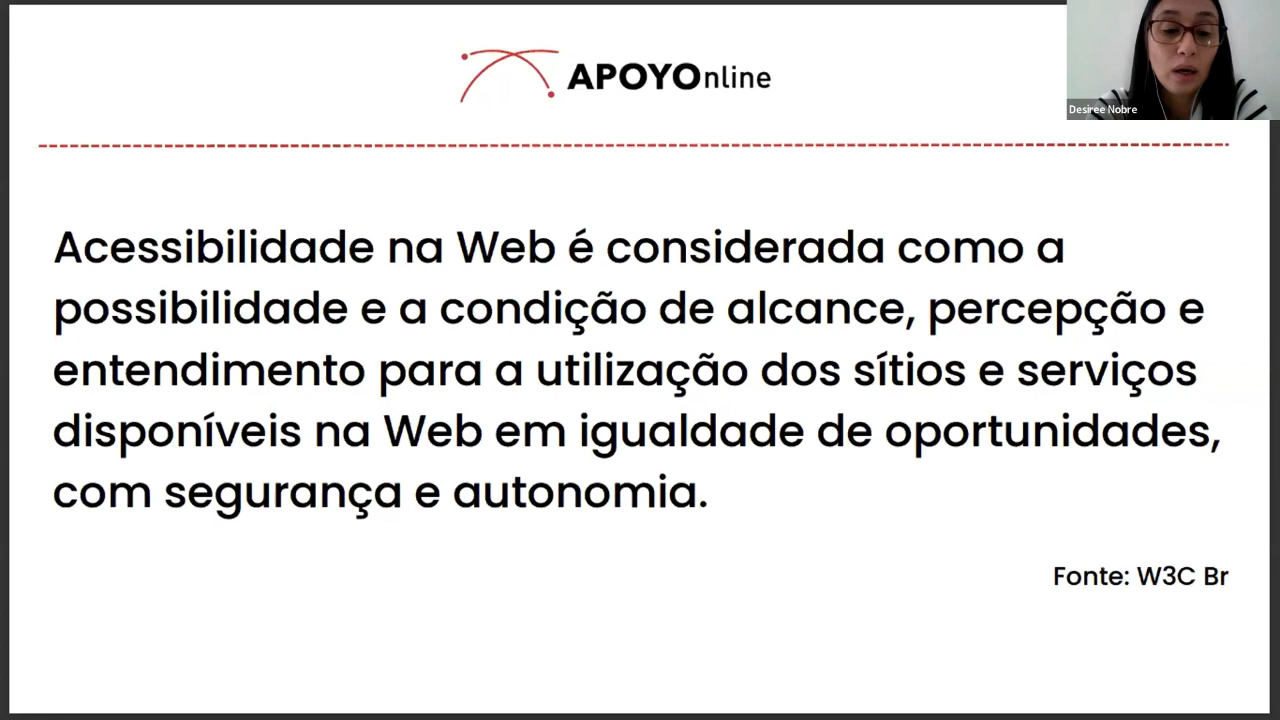 APOYOnline
Desiree Nobre
Acessibilidade na Web é considerada como a
possibilidade e a condição de alcance, percepção e
entendimento para a utilização dos sítios e serviços
disponíveis na Web em igualdade de oportunidades,
com segurança e autonomia.
Fonte: W3C Br